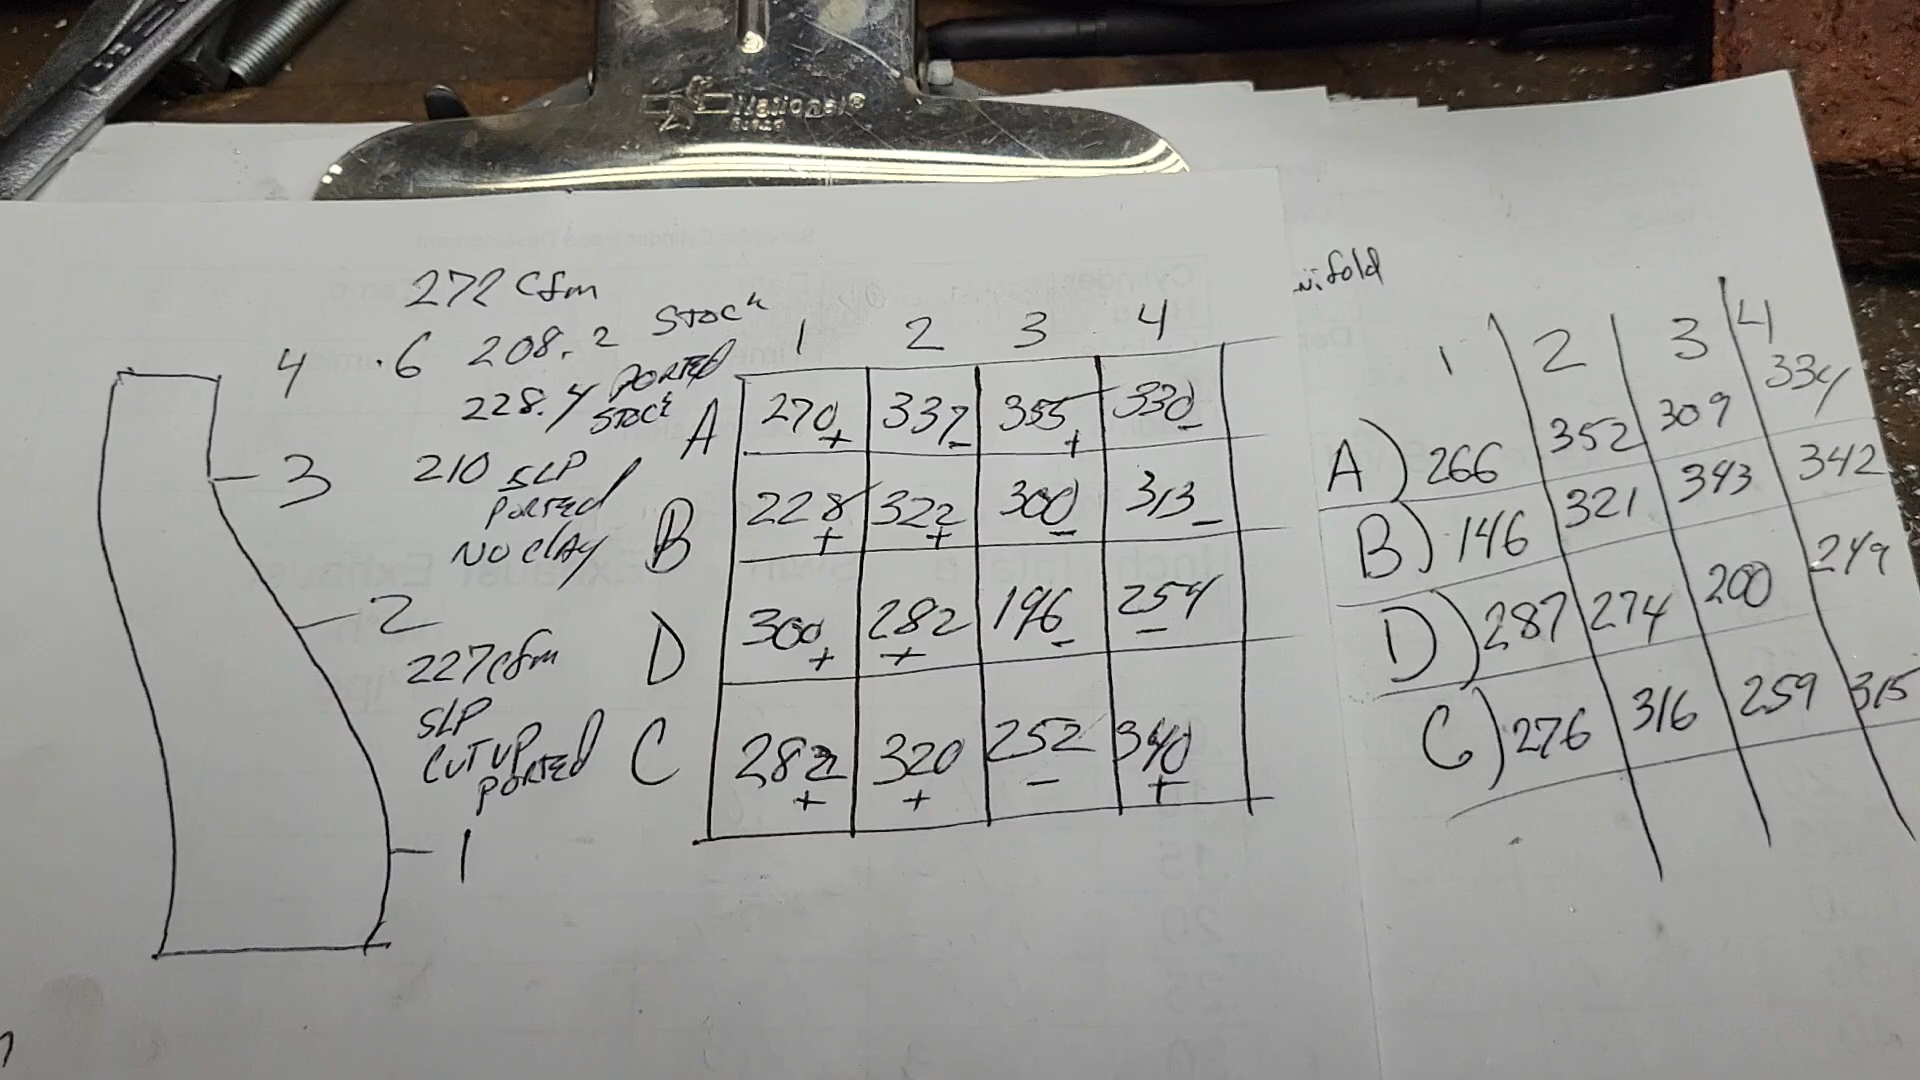 National®
272 cfm
4 .6 208.2 STOCK
228.4 PORTED
STOCK
210 SLP
PORTED
NO CLAY
3
2
227 cfm
SLP
CUT UP
PORTED
1
1 2 3 4
A 270+ 337- 355+ 330-
B 228+ 322+ 300- 313-
D 300+ 282+ 196- 254-
C 282+ 320+ 252- 340+
nifold
1 2 3 4
A) 266 352 309 334
B) 146 321 343 342
D) 287 274 200 249
C) 276 316 259 315